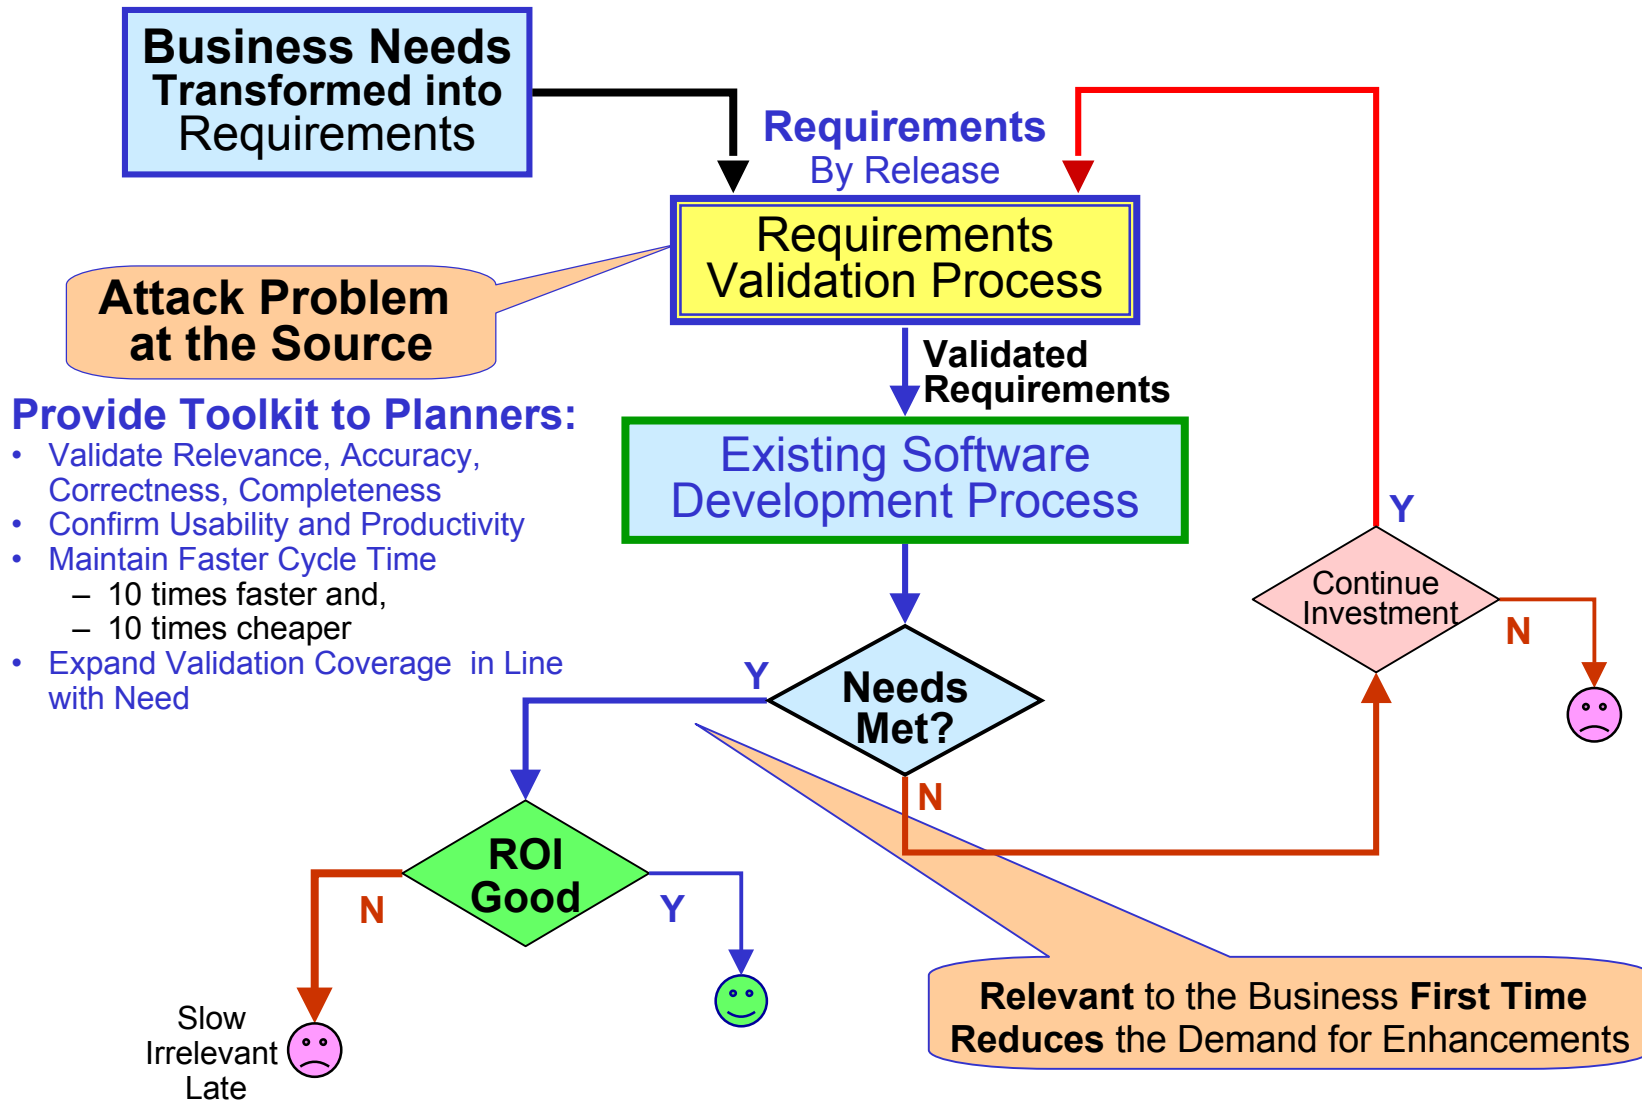 Business Needs
Transformed into
Requirements
Requirements
By Release
Requirements
Validation Process
Attack Problem
at the Source
Validated
Requirements
Provide Toolkit to Planners:
• Validate Relevance, Accuracy,
Correctness, Completeness
• Confirm Usability and Productivity
• Maintain Faster Cycle Time
– 10 times faster and,
– 10 times cheaper
• Expand Validation Coverage in Line
with Need
Existing Software
Development Process
Y
Continue
Investment
N
Y
Needs
Met?
N
ROI
Good
N
Y
Slow
Irrelevant
Late
Relevant to the Business First Time
Reduces the Demand for Enhancements